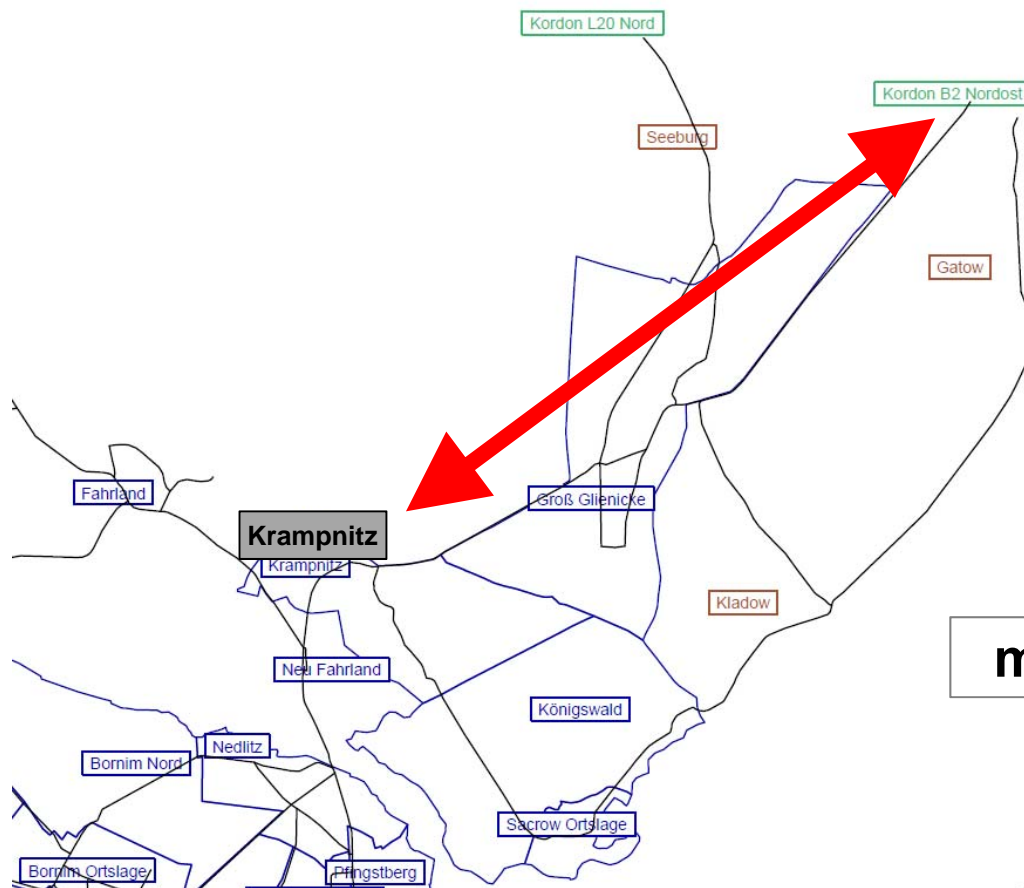 Kordon L20 Nord
Kordon B2 Nordost
Seeburg
Gatow
Fahrland
Groß Glienicke
Krampnitz
Krampnitz
Kladow
m
Neu Fahrland
Königswald
Nedlitz
Bornim Nord
Sacrow Ortslage
Bornim Ortslage
Pfingstberg